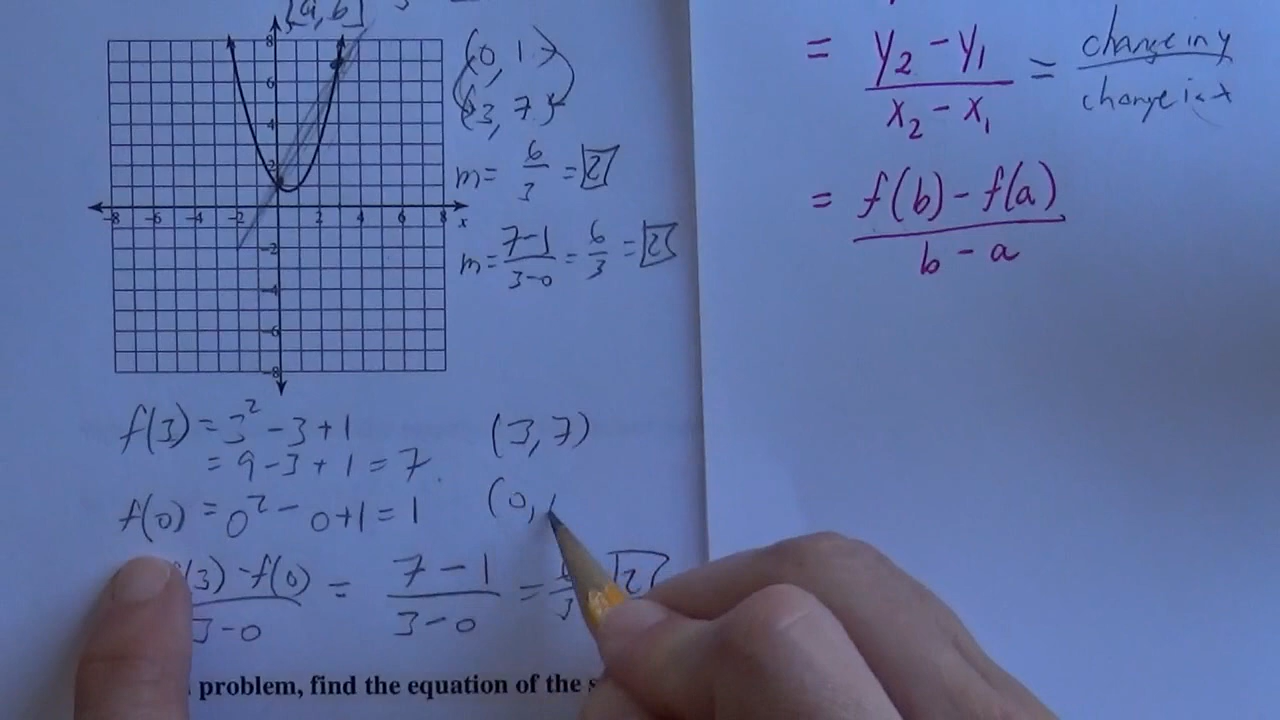 [a, b]
8
6
4
2
-8 -6 -4 -2 2 4 6 8 x
-2
-4
-6
-8
(0, 1)
(3, 7)
m = 6/3 = 2
m = 7-1/3-0 = 6/3 = 2
f(3) = 3² - 3 + 1
= 9 - 3 + 1 = 7
(3, 7)
f(0) = 0² - 0 + 1 = 1
(0,
(3) - f(0)/3-0 = 7-1/3-0 = 6/3 2
problem, find the equation of the s
= y₂ - y₁/x₂ - x₁ = change in y/change in x
= f(b) - f(a)/b - a